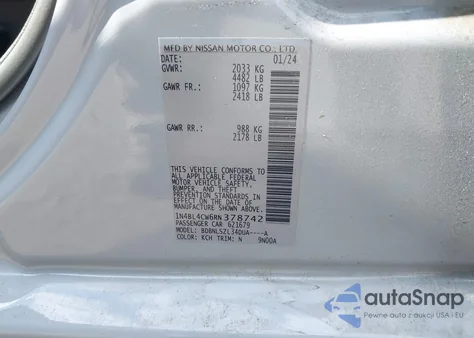 MFD BY NISSAN MOTOR CO., LTD.
DATE: 01/24
GVWR: 2033 KG
4482 LB
GAWR FR.: 1097 KG
2418 LB
GAWR RR.: 988 KG
2178 LB
THIS VEHICLE CONFORMS TO
ALL APPLICABLE FEDERAL
MOTOR VEHICLE SAFETY,
BUMPER, AND THEFT
PREVENTION STANDARDS IN
EFFECT ON THE DATE OF
MANUFACTURE SHOWN ABOVE.
1N4BL4CW6RN378742
PASSENGER CAR 621679
MODEL: BDBNLSZL34DUA----A
COLOR: KCH TRIM: N 9N00A
autoSnap
Pewne auta z aukcji USA i EU